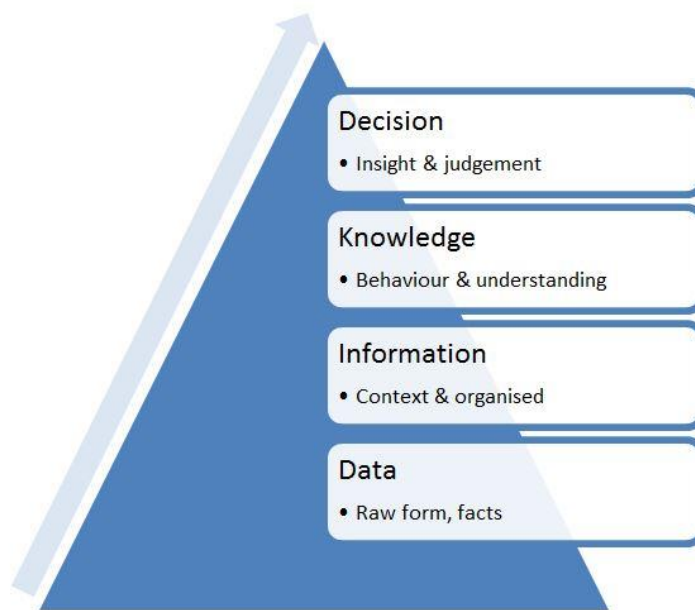 Decision
• Insight & judgement
Knowledge
• Behaviour & understanding
Information
• Context & organised
Data
• Raw form, facts